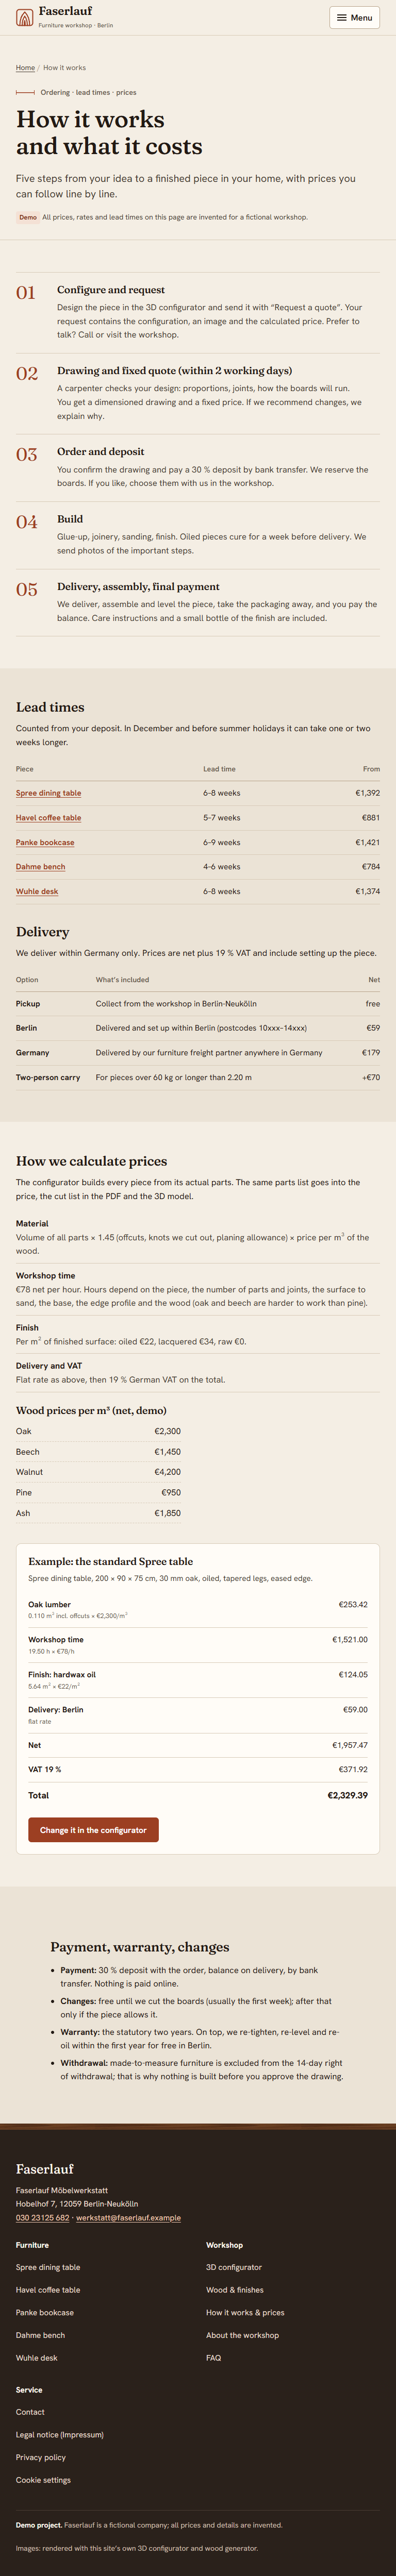 Faserlauf
Furniture workshop · Berlin
Menu
Home / How it works
Ordering · lead times · prices
How it works
and what it costs
Five steps from your idea to a finished piece in your home, with prices you
can follow line by line.
Demo All prices, rates and lead times on this page are invented for a fictional workshop.
01 Configure and request
Design the piece in the 3D configurator and send it with “Request a quote”. Your
request contains the configuration, an image and the calculated price. Prefer to
talk? Call or visit the workshop.
02 Drawing and fixed quote (within 2 working days)
A carpenter checks your design: proportions, joints, how the boards will run.
You get a dimensioned drawing and a fixed price. If we recommend changes, we
explain why.
03 Order and deposit
You confirm the drawing and pay a 30 % deposit by bank transfer. We reserve the
boards. If you like, choose them with us in the workshop.
04 Build
Glue-up, joinery, sanding, finish. Oiled pieces cure for a week before delivery. We
send photos of the important steps.
05 Delivery, assembly, final payment
We deliver, assemble and level the piece, take the packaging away, and you pay the
balance. Care instructions and a small bottle of the finish are included.
Lead times
Counted from your deposit. In December and before summer holidays it can take one or two
weeks longer.
Piece Lead time From
Spree dining table 6–8 weeks €1,392
Havel coffee table 5–7 weeks €881
Panke bookcase 6–9 weeks €1,421
Dahme bench 4–6 weeks €784
Wuhle desk 6–8 weeks €1,374
Delivery
We deliver within Germany only. Prices are net plus 19 % VAT and include setting up the piece.
Option What’s included Net
Pickup Collect from the workshop in Berlin-Neukölln free
Berlin Delivered and set up within Berlin (postcodes 10xxx–14xxx) €59
Germany Delivered by our furniture freight partner anywhere in Germany €179
Two-person carry For pieces over 60 kg or longer than 2.20 m +€70
How we calculate prices
The configurator builds every piece from its actual parts. The same parts list goes into the
price, the cut list in the PDF and the 3D model.
Material
Volume of all parts × 1.45 (offcuts, knots we cut out, planing allowance) × price per m³ of the
wood.
Workshop time
€78 net per hour. Hours depend on the piece, the number of parts and joints, the surface to
sand, the base, the edge profile and the wood (oak and beech are harder to work than pine).
Finish
Per m² of finished surface: oiled €22, lacquered €34, raw €0.
Delivery and VAT
Flat rate as above, then 19 % German VAT on the total.
Wood prices per m³ (net, demo)
Oak €2,300
Beech €1,450
Walnut €4,200
Pine €950
Ash €1,850
Example: the standard Spree table
Spree dining table, 200 × 90 × 75 cm, 30 mm oak, oiled, tapered legs, eased edge.
Oak lumber €253.42
0.110 m³ incl. offcuts × €2,300/m³
Workshop time €1,521.00
19.50 h × €78/h
Finish: hardwax oil €124.05
5.64 m² × €22/m²
Delivery: Berlin €59.00
flat rate
Net €1,957.47
VAT 19 % €371.92
Total €2,329.39
Change it in the configurator
Payment, warranty, changes
• Payment: 30 % deposit with the order, balance on delivery, by bank
transfer. Nothing is paid online.
• Changes: free until we cut the boards (usually the first week); after that
only if the piece allows it.
• Warranty: the statutory two years. On top, we re-tighten, re-level and re-
oil within the first year for free in Berlin.
• Withdrawal: made-to-measure furniture is excluded from the 14-day right
of withdrawal; that is why nothing is built before you approve the drawing.
Faserlauf
Faserlauf Möbelwerkstatt
Hobelhof 7, 12059 Berlin-Neukölln
030 23125 682 · werkstatt@faserlauf.example
Furniture
Spree dining table
Havel coffee table
Panke bookcase
Dahme bench
Wuhle desk
Workshop
3D configurator
Wood & finishes
How it works & prices
About the workshop
FAQ
Service
Contact
Legal notice (Impressum)
Privacy policy
Cookie settings
Demo project. Faserlauf is a fictional company; all prices and details are invented.
Images: rendered with this site’s own 3D configurator and wood generator.